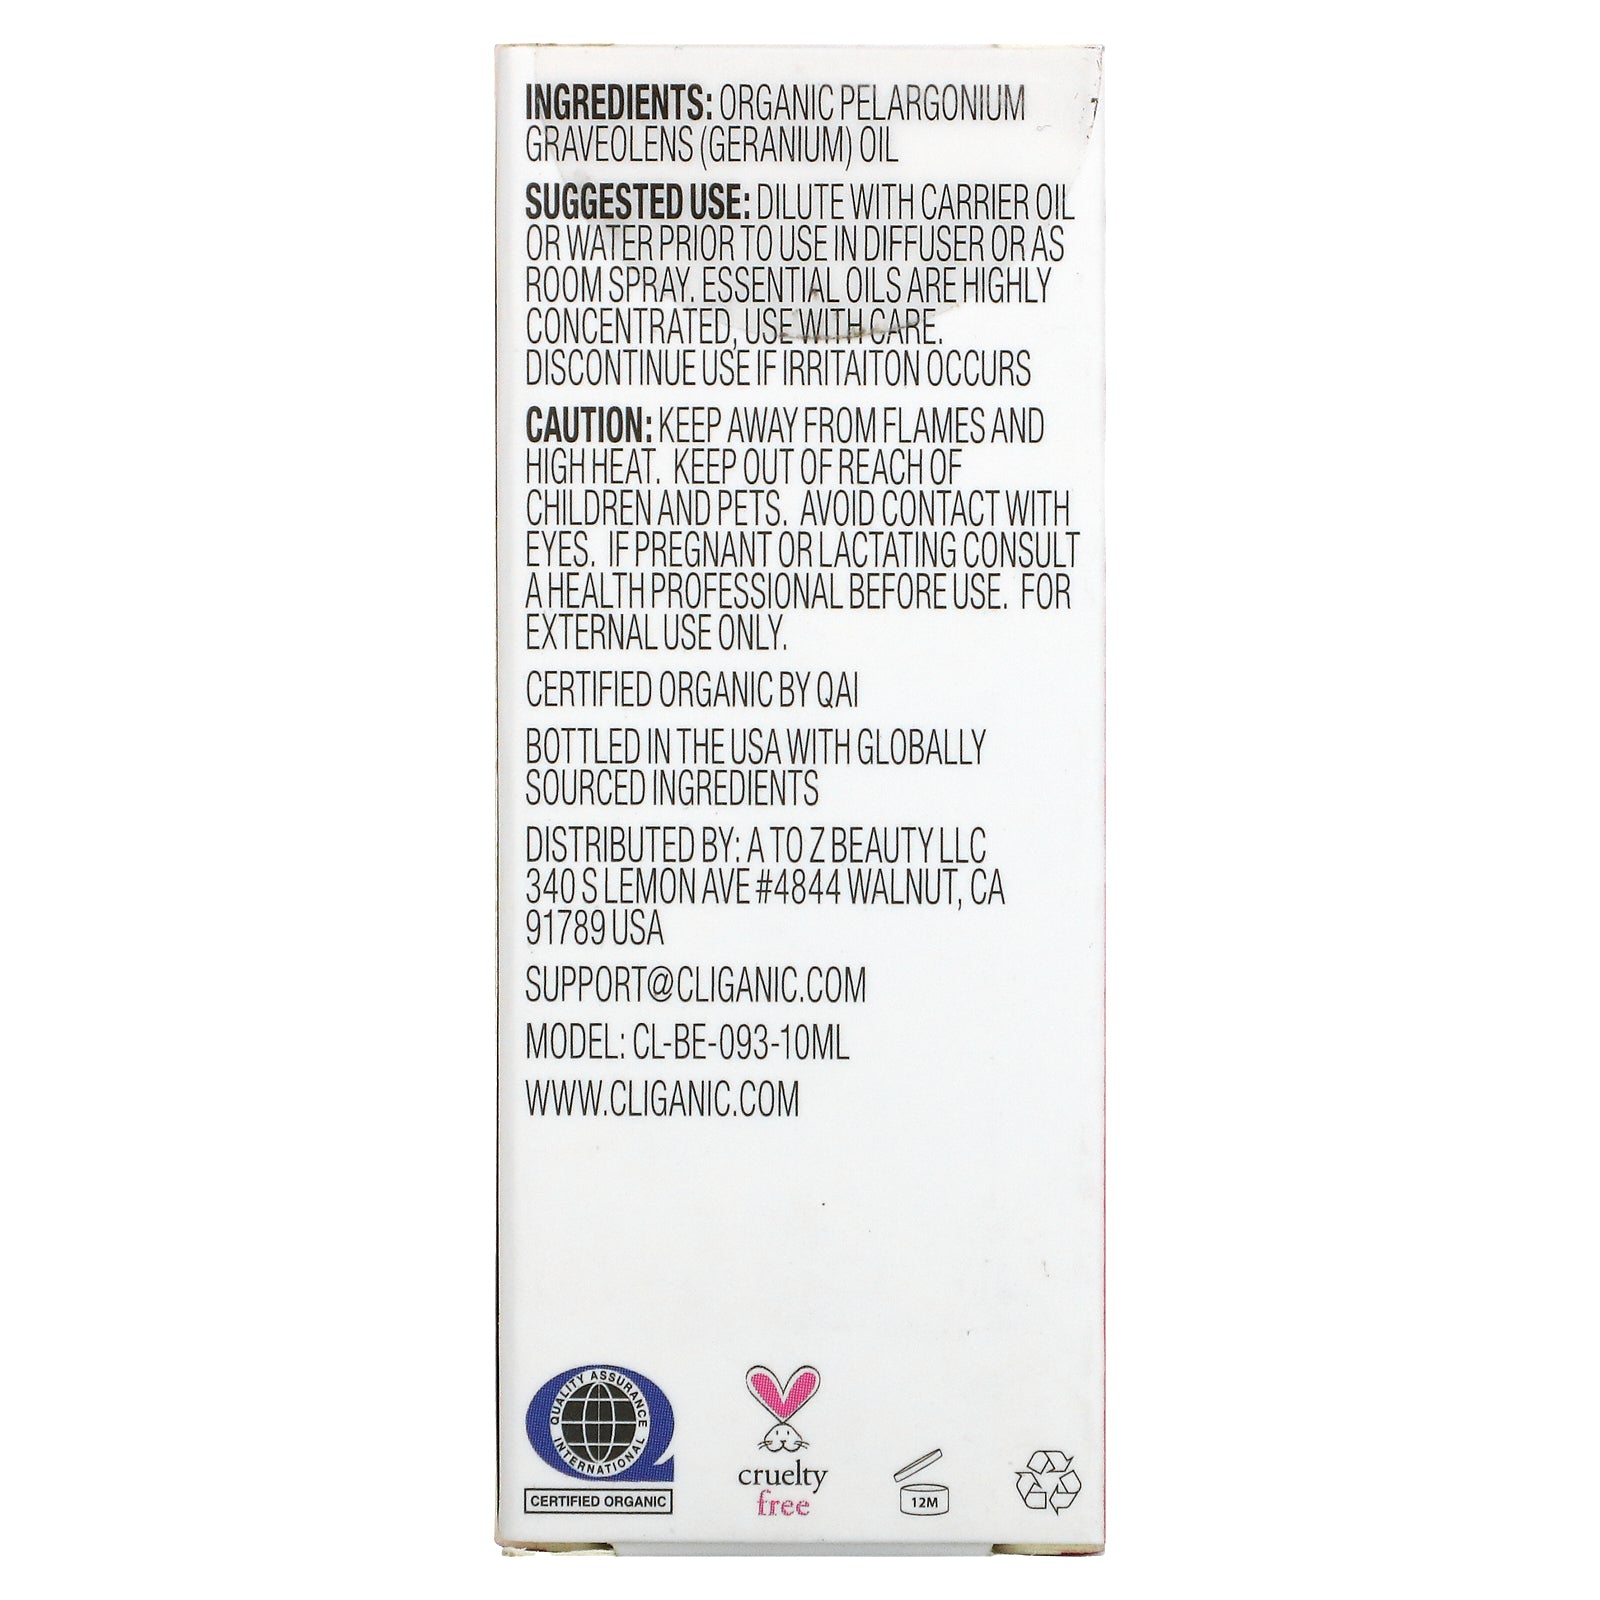 INGREDIENTS: ORGANIC PELARGONIUM
GRAVEOLENS (GERANIUM) OIL
SUGGESTED USE: DILUTE WITH CARRIER OIL
OR WATER PRIOR TO USE IN DIFFUSER OR AS
ROOM SPRAY. ESSENTIAL OILS ARE HIGHLY
CONCENTRATED, USE WITH CARE.
DISCONTINUE USE IF IRRITAITON OCCURS
CAUTION: KEEP AWAY FROM FLAMES AND
HIGH HEAT. KEEP OUT OF REACH OF
CHILDREN AND PETS. AVOID CONTACT WITH
EYES. IF PREGNANT OR LACTATING CONSULT
A HEALTH PROFESSIONAL BEFORE USE. FOR
EXTERNAL USE ONLY.
CERTIFIED ORGANIC BY QAI
BOTTLED IN THE USA WITH GLOBALLY
SOURCED INGREDIENTS
DISTRIBUTED BY: A TO Z BEAUTY LLC
340 S LEMON AVE #4844 WALNUT, CA
91789 USA
SUPPORT@CLIGANIC.COM
MODEL: CL-BE-093-10ML
WWW.CLIGANIC.COM
QUALITY ASSURANCE
INTERNATIONAL
CERTIFIED ORGANIC
cruelty
free
12M